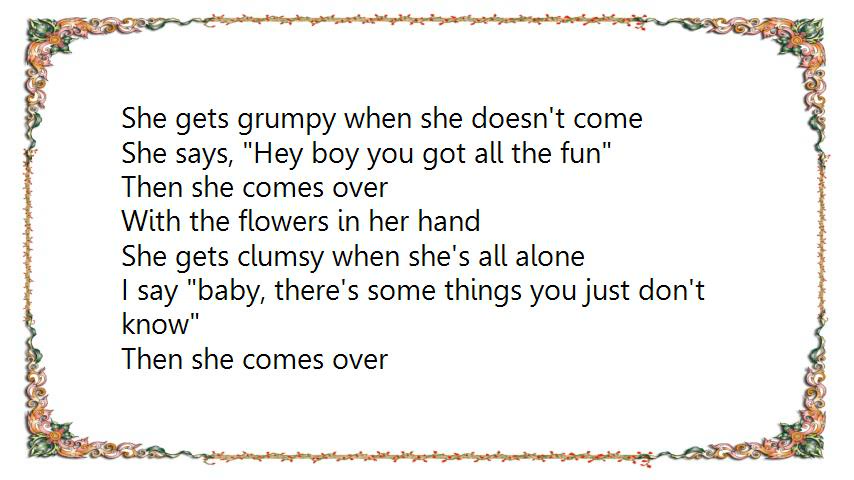 She gets grumpy when she doesn't come
She says, "Hey boy you got all the fun"
Then she comes over
With the flowers in her hand
She gets clumsy when she's all alone
I say "baby, there's some things you just don't
know"
Then she comes over